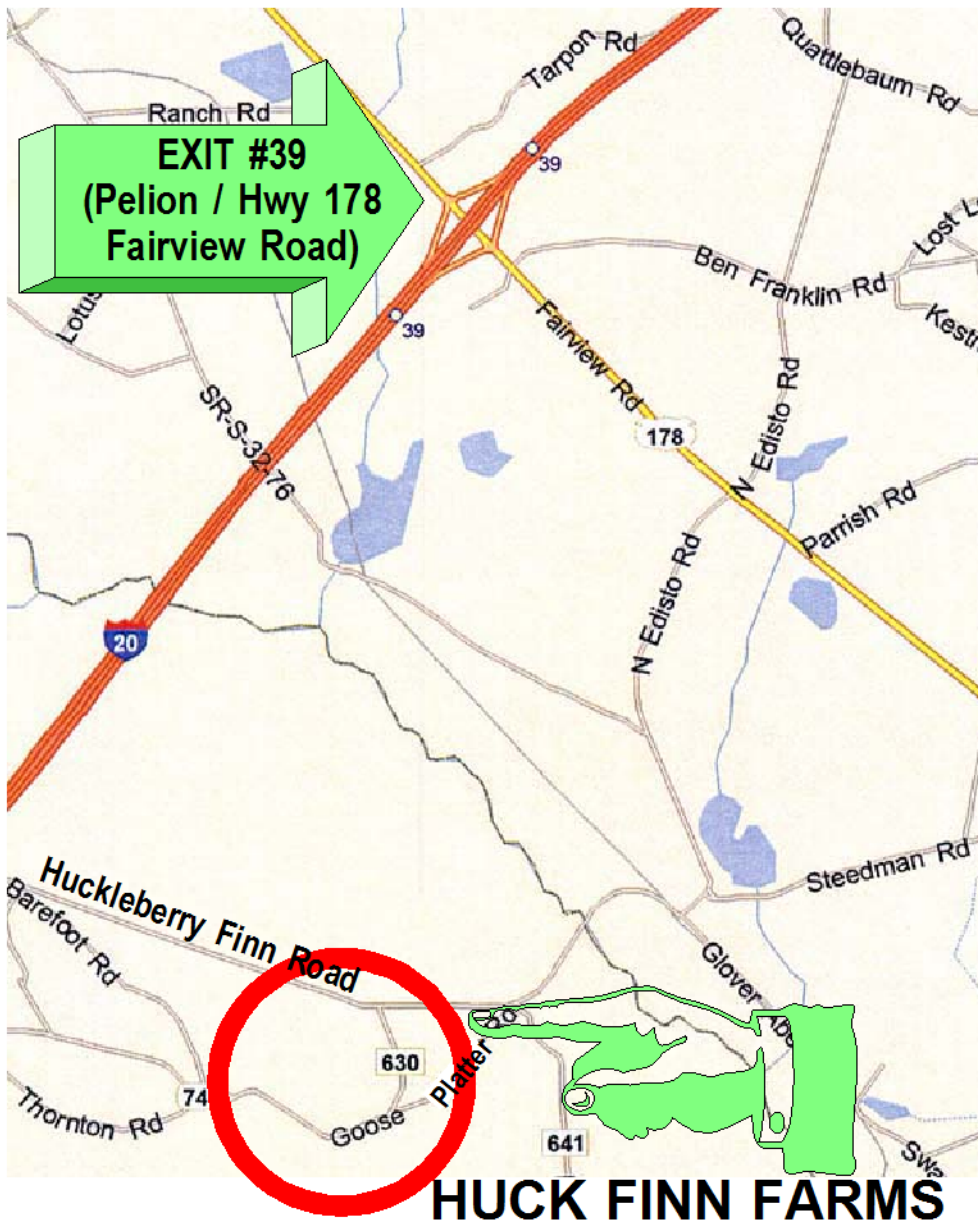 Tarpon Rd
Quattlebaum Rd
Ranch Rd
EXIT #39
(Pelion / Hwy 178
Fairview Road)
39
Ben Franklin Rd
39
Fairview Rd
SR-S-32-76
178
N Edisto Rd
Parrish Rd
N Edisto Rd
20
Steedman Rd
Huckleberry Finn Road
Barefoot Rd
Glover
630
Platter
74
Thornton Rd
Goose
641
HUCK FINN FARMS